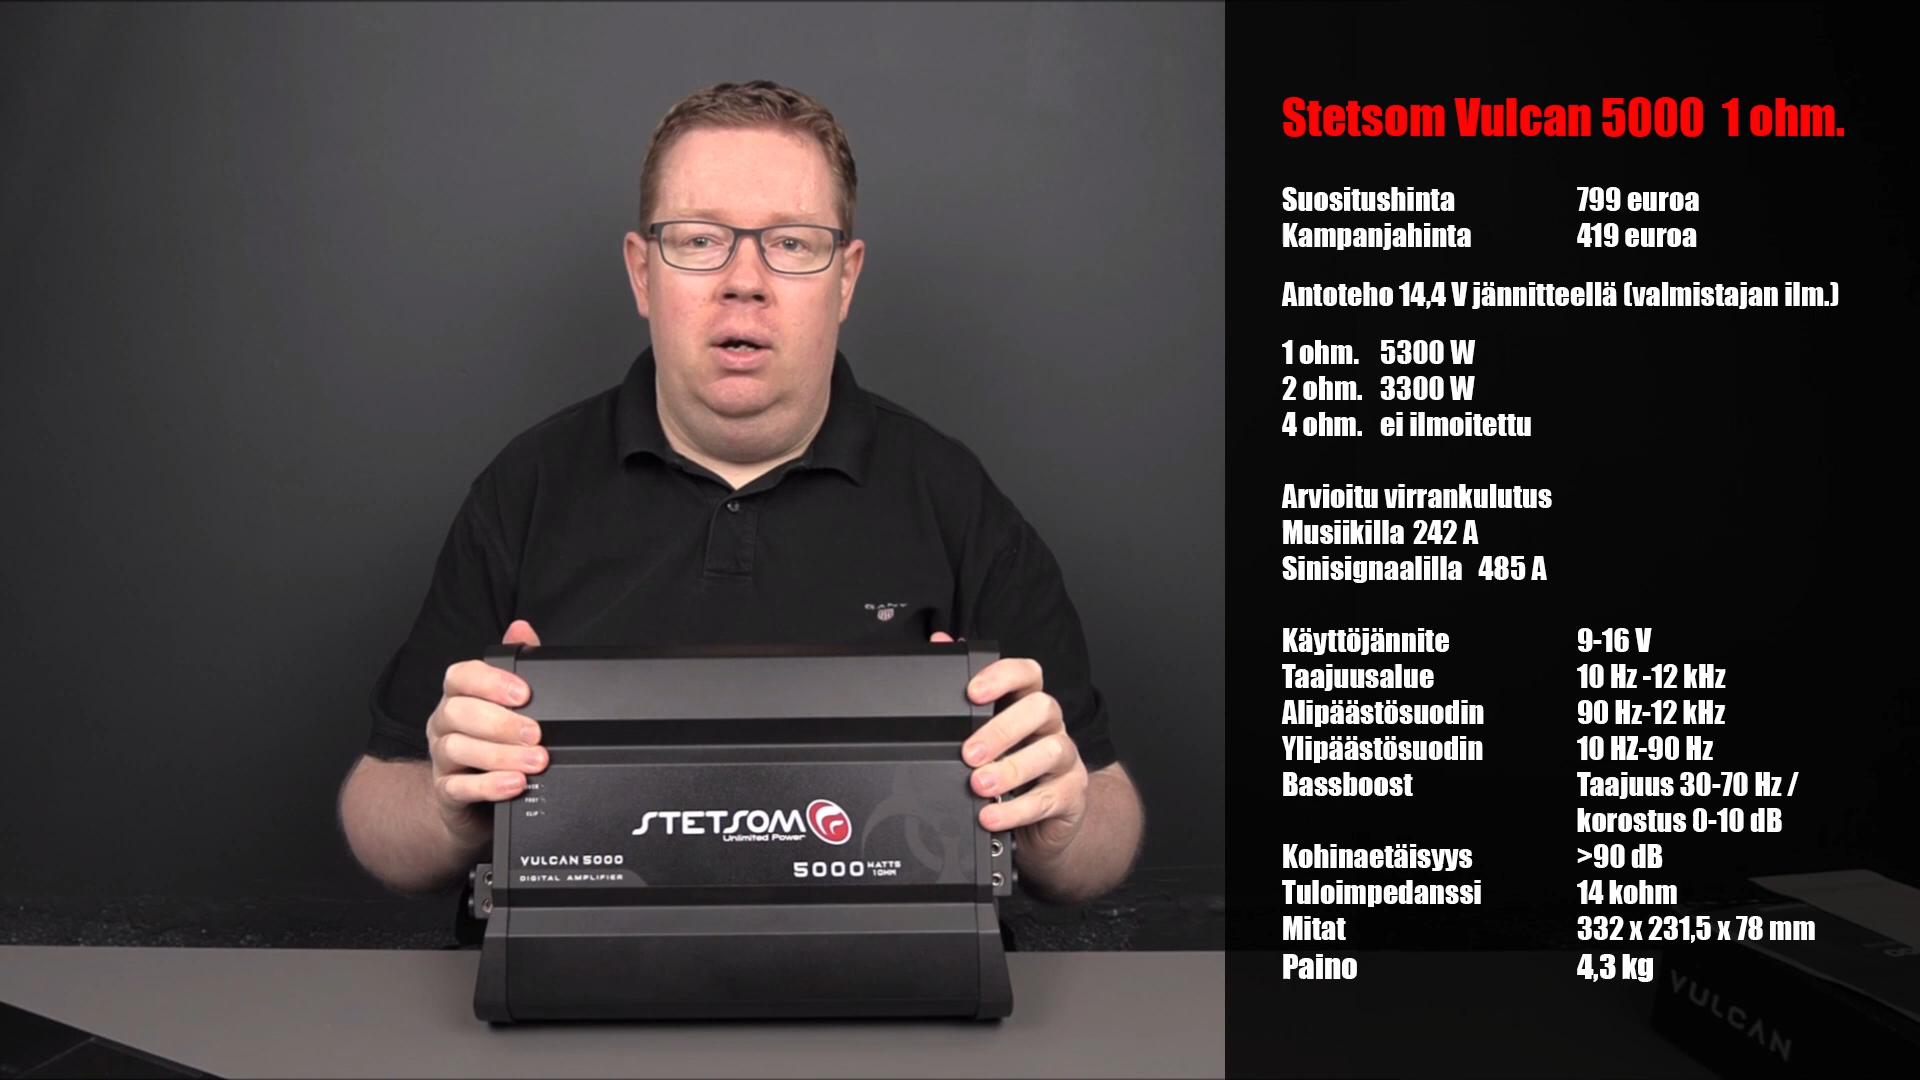 Stetsom Vulcan 5000 1 ohm.
Suositushinta 799 euroa
Kampanjahinta 419 euroa
Antoteho 14,4 V jännitteellä (valmistajan ilm.)
1 ohm. 5300 W
2 ohm. 3300 W
4 ohm. ei ilmoitettu
Arvioitu virrankulutus
Musiikilla 242 A
Sinisignaalilla 485 A
Käyttöjännite 9-16 V
Taajuusalue 10 Hz -12 kHz
Alipäästösuodin 90 Hz-12 kHz
Ylipäästösuodin 10 HZ-90 Hz
Bassboost Taajuus 30-70 Hz /
korostus 0-10 dB
Kohinaetäisyys >90 dB
Tuloimpedanssi 14 kohm
Mitat 332 x 231,5 x 78 mm
Paino 4,3 kg
GANT
STETSOM
Unlimited Power
VULCAN 5000
DIGITAL AMPLIFIER
5000 WATTS
1OHM
CLIP
VULCAN